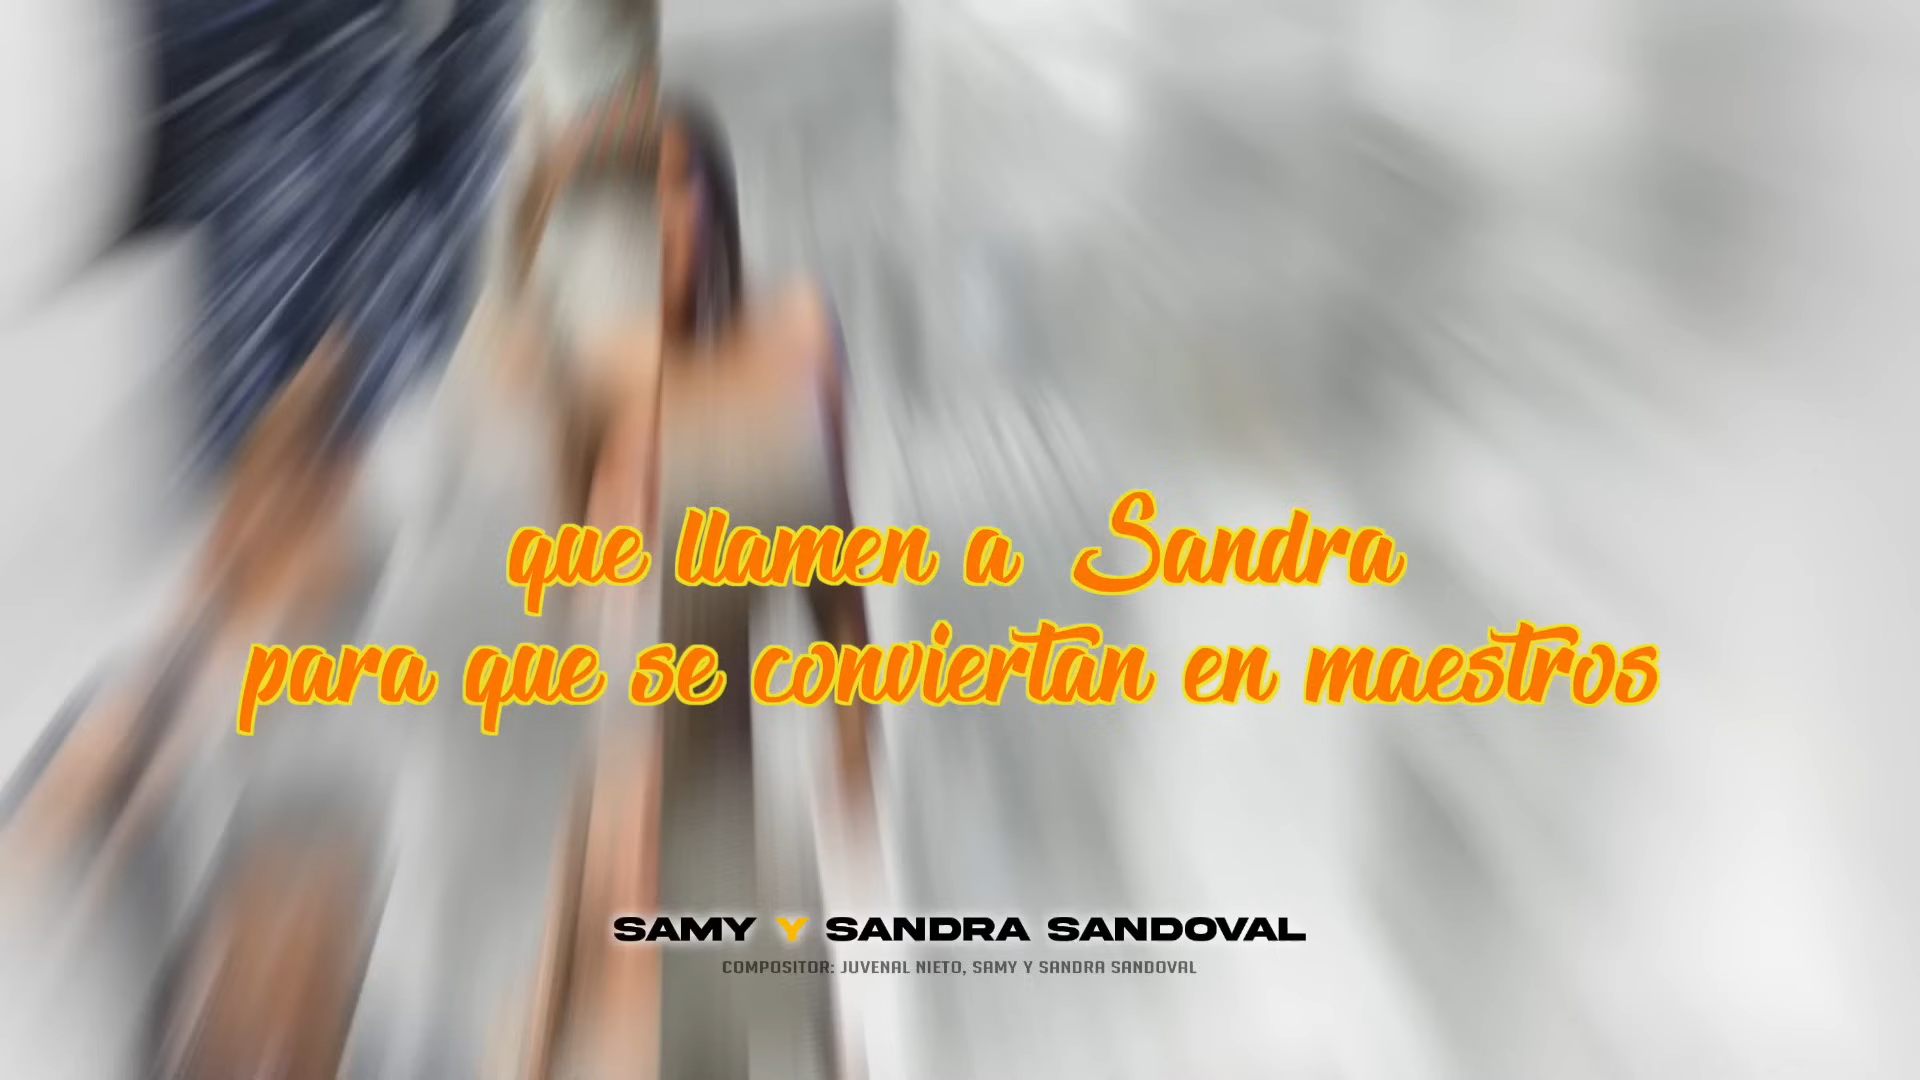 que llamen a Sandra
para que se conviertan en maestros
SAMY Y SANDRA SANDOVAL
COMPOSITOR: JUVENAL NIETO, SAMY Y SANDRA SANDOVAL